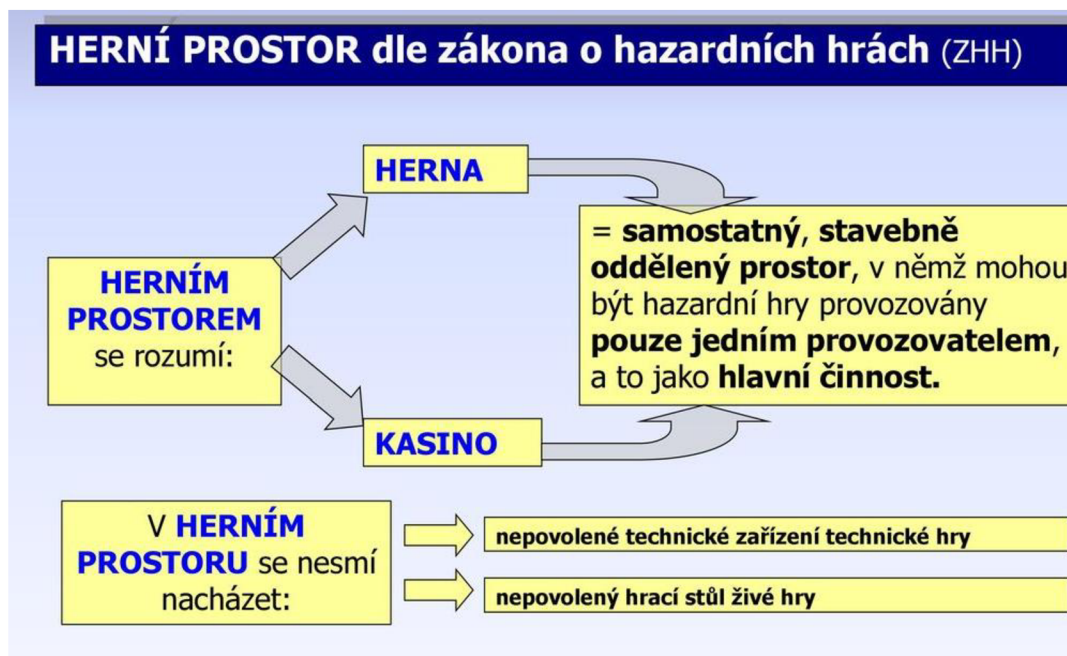 HERNÍ PROSTOR dle zákona o hazardních hrách (ZHH)
HERNA
HERNÍM
PROSTOREM
se rozumí:
= samostatný, stavebně
oddělený prostor, v němž mohou
být hazardní hry provozovány
pouze jedním provozovatelem,
a to jako hlavní činnost.
KASINO
V HERNÍM
PROSTORU se nesmí
nacházet:
nepovolené technické zařízení technické hry
nepovolený hrací stůl živé hry